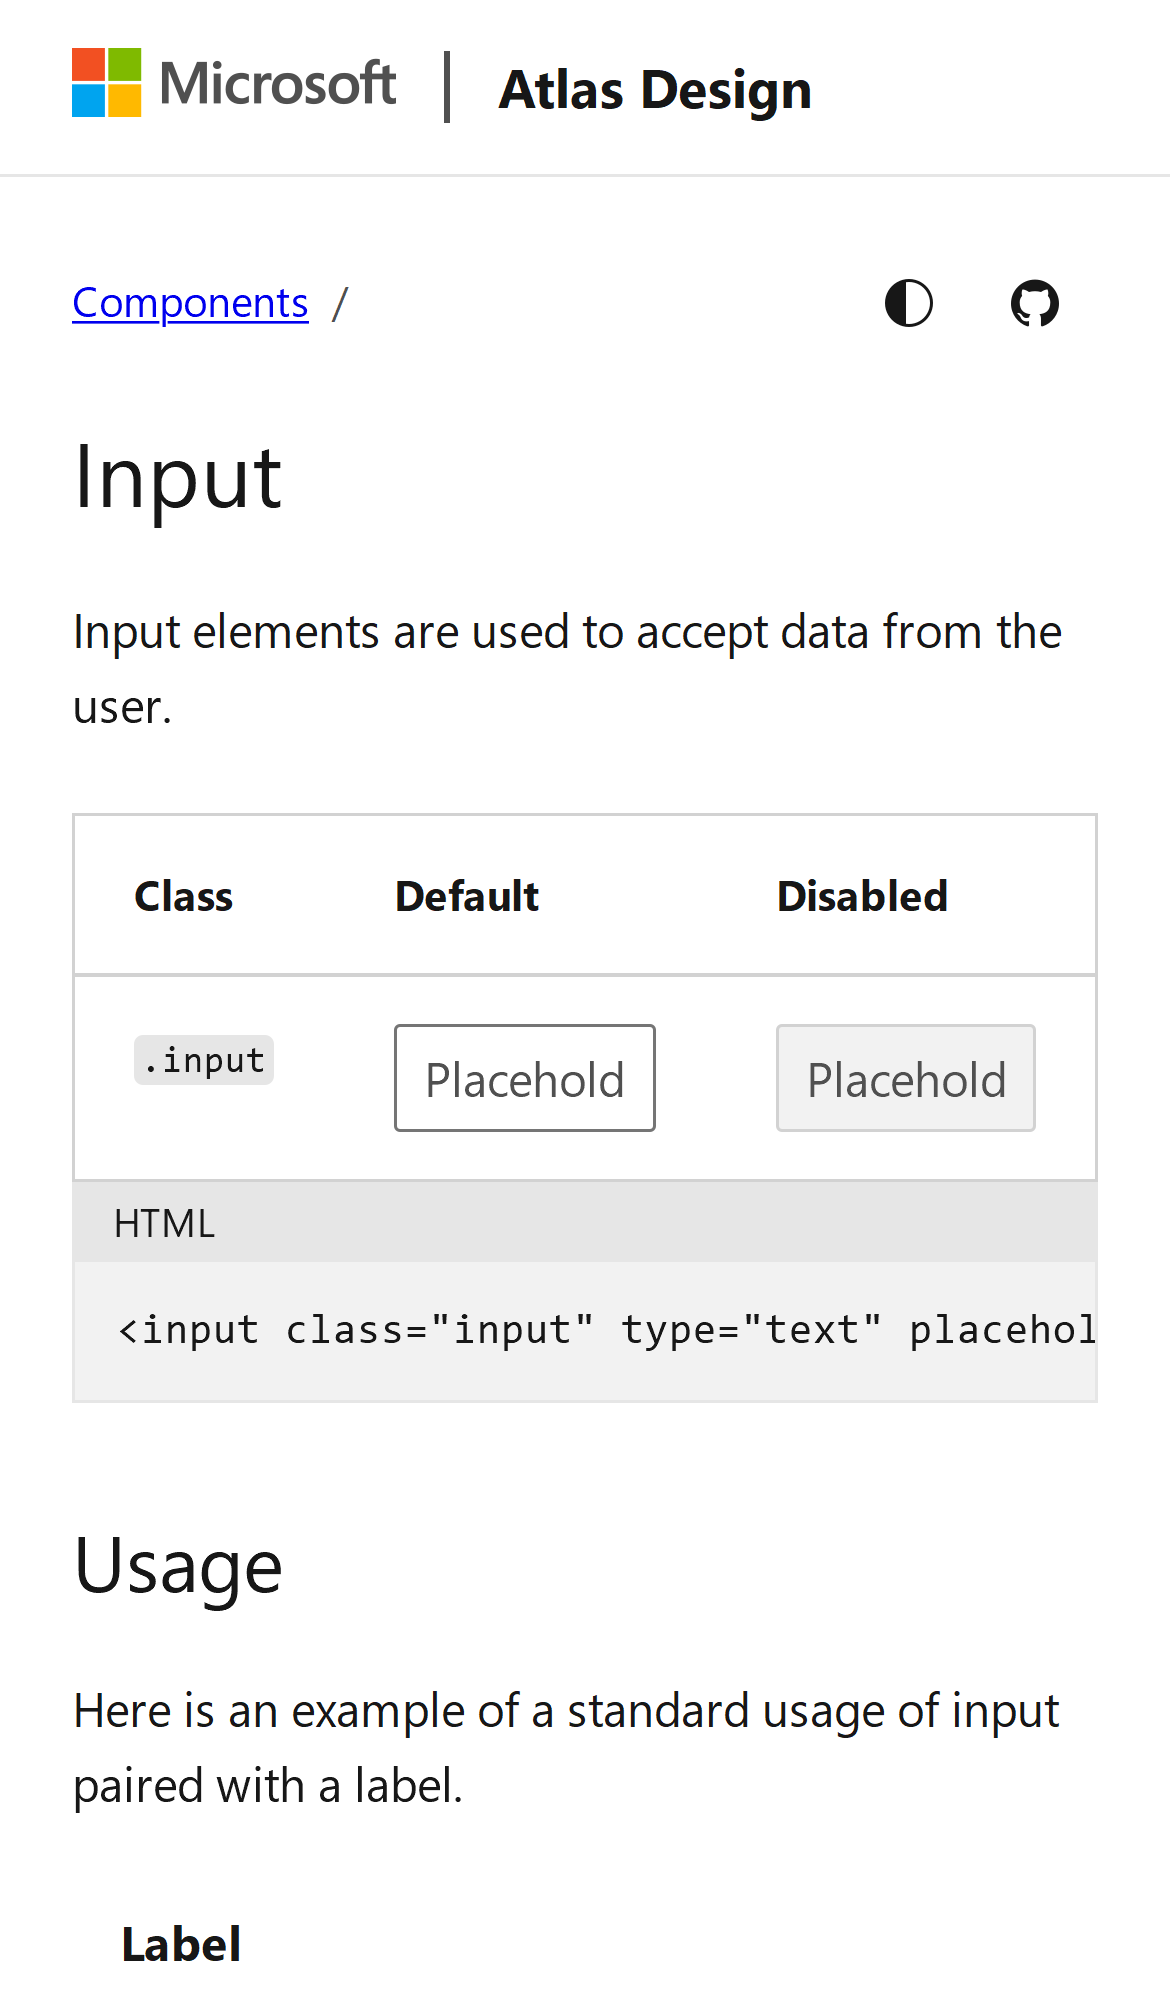 Microsoft | Atlas Design
Components /
Input
Input elements are used to accept data from the
user.
Class Default Disabled
.input Placehold Placehold
HTML
<input class="input" type="text" placehol
Usage
Here is an example of a standard usage of input
paired with a label.
Label